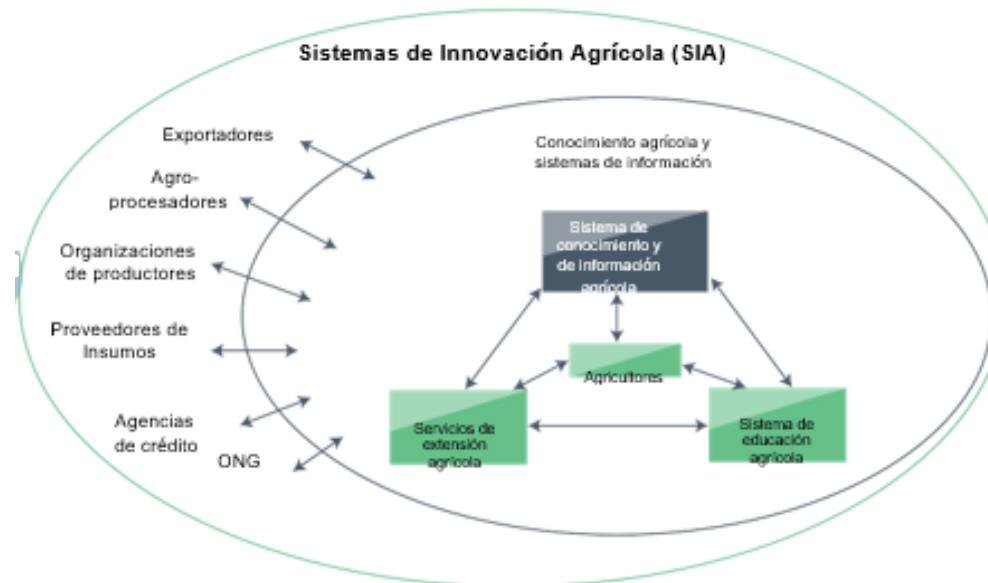 Sistemas de Innovación Agrícola (SIA)
Exportadores
Agro-
procesadores
Organizaciones
de productores
Proveedores de
Insumos
Agencias
de crédito
ONG
Conocimiento agrícola y
sistemas de información
Sistema de
conocimiento y
de información
agrícola
Agricultores
Servicios de
extensión
agrícola
Sistema de
educación
agrícola